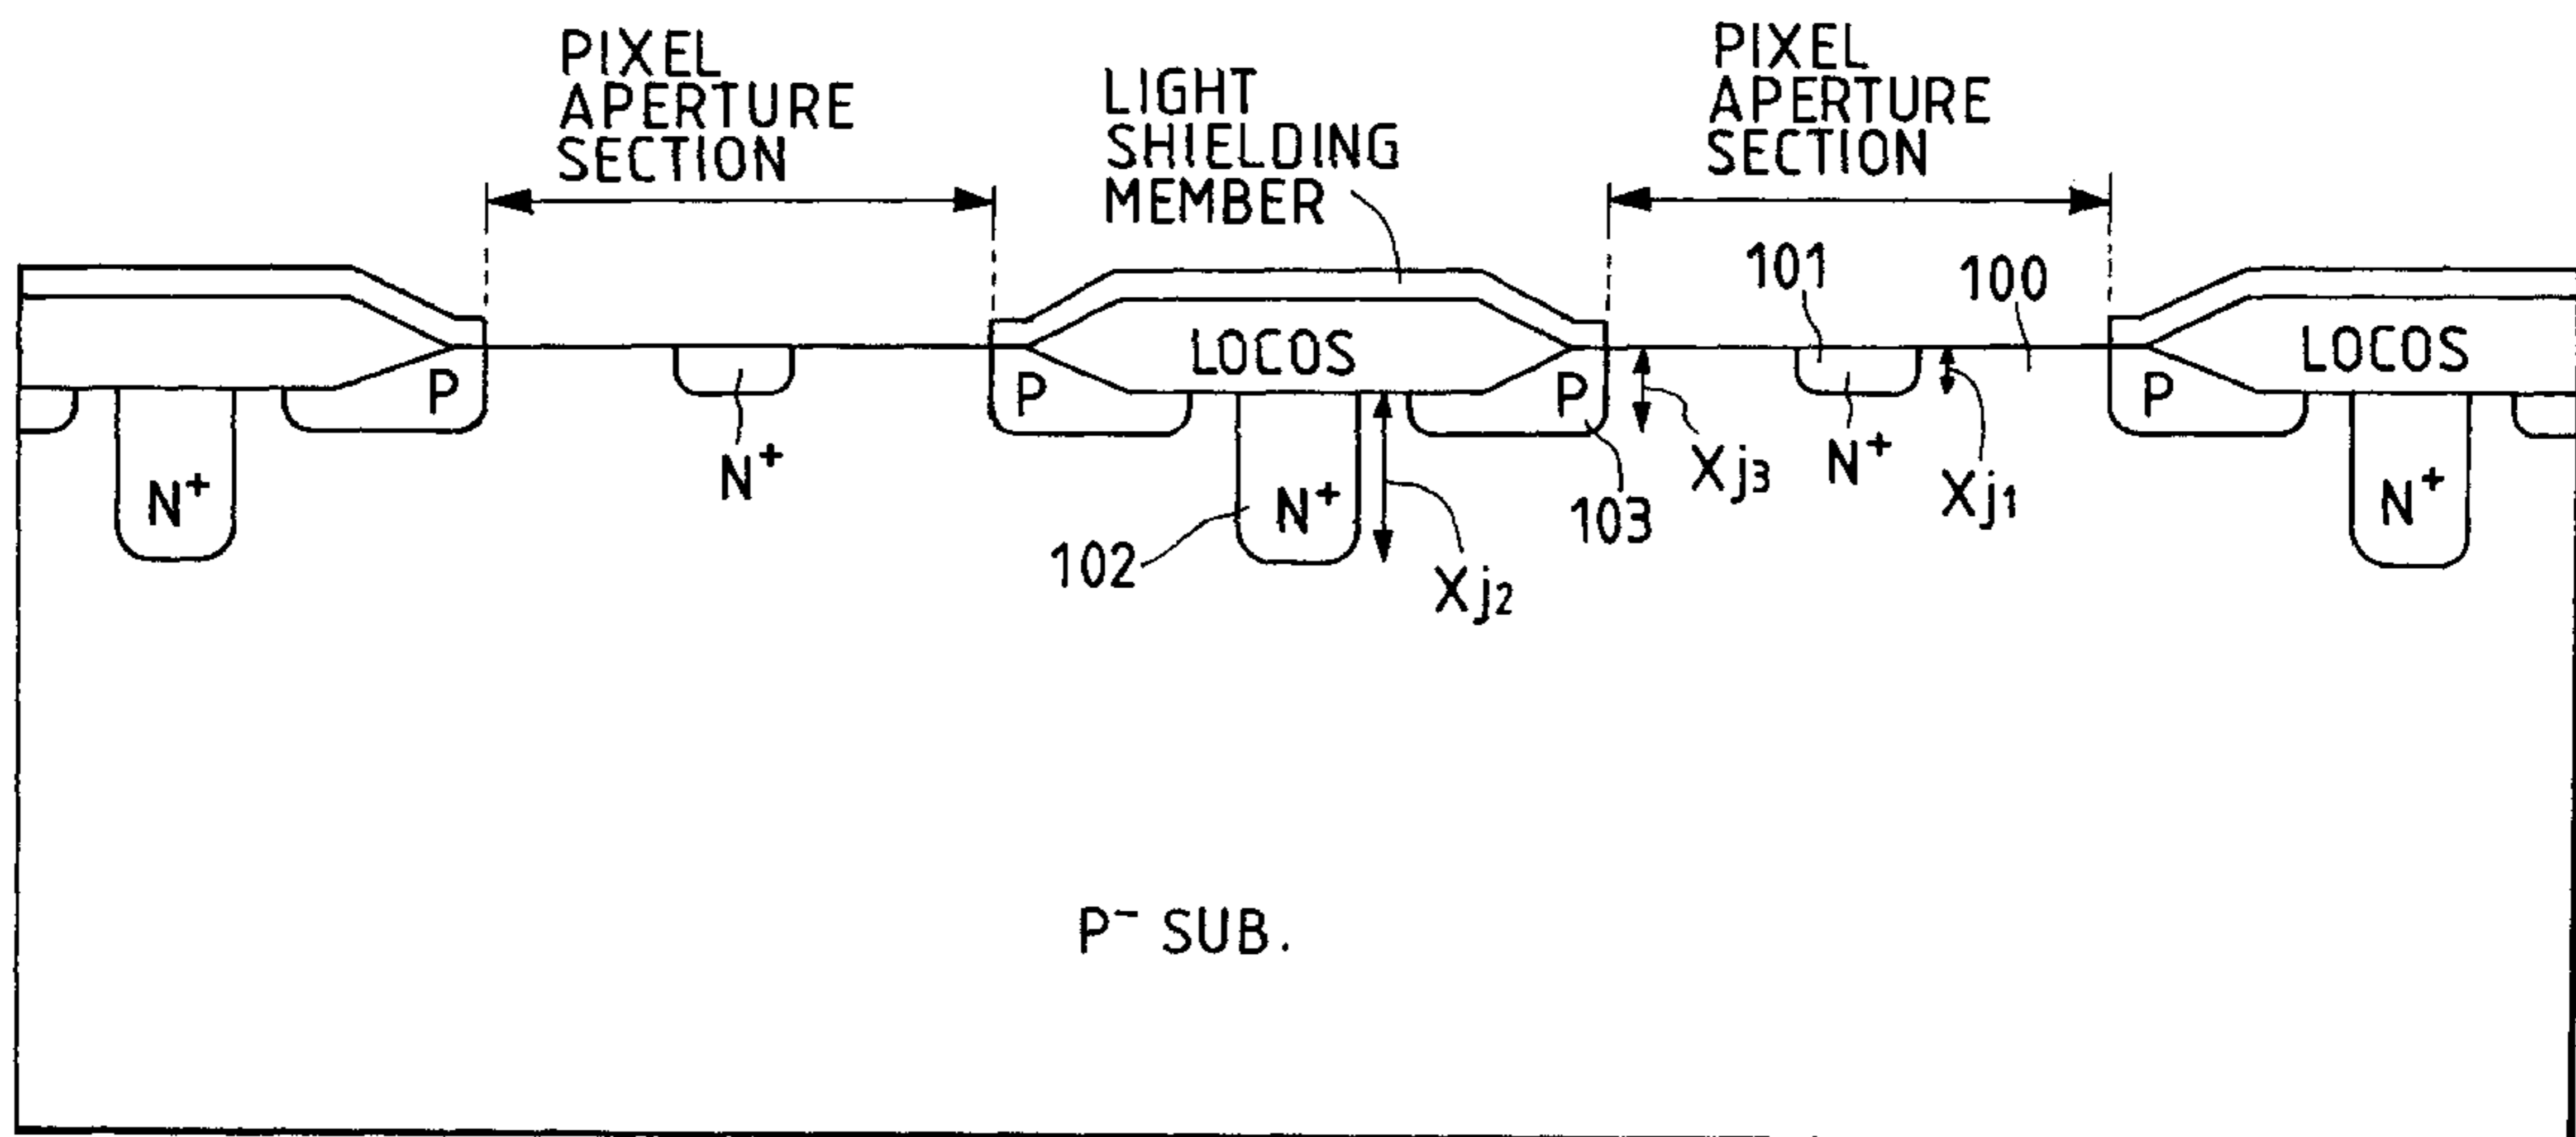 PIXEL
APERTURE
SECTION
LIGHT
SHIELDING
MEMBER
PIXEL
APERTURE
SECTION
101
100
LOCOS
LOCOS
P
P
P
P
N⁺
N⁺
N⁺
N⁺
N⁺
Xj₃
Xj₁
103
102
Xj₂
P⁻ SUB.